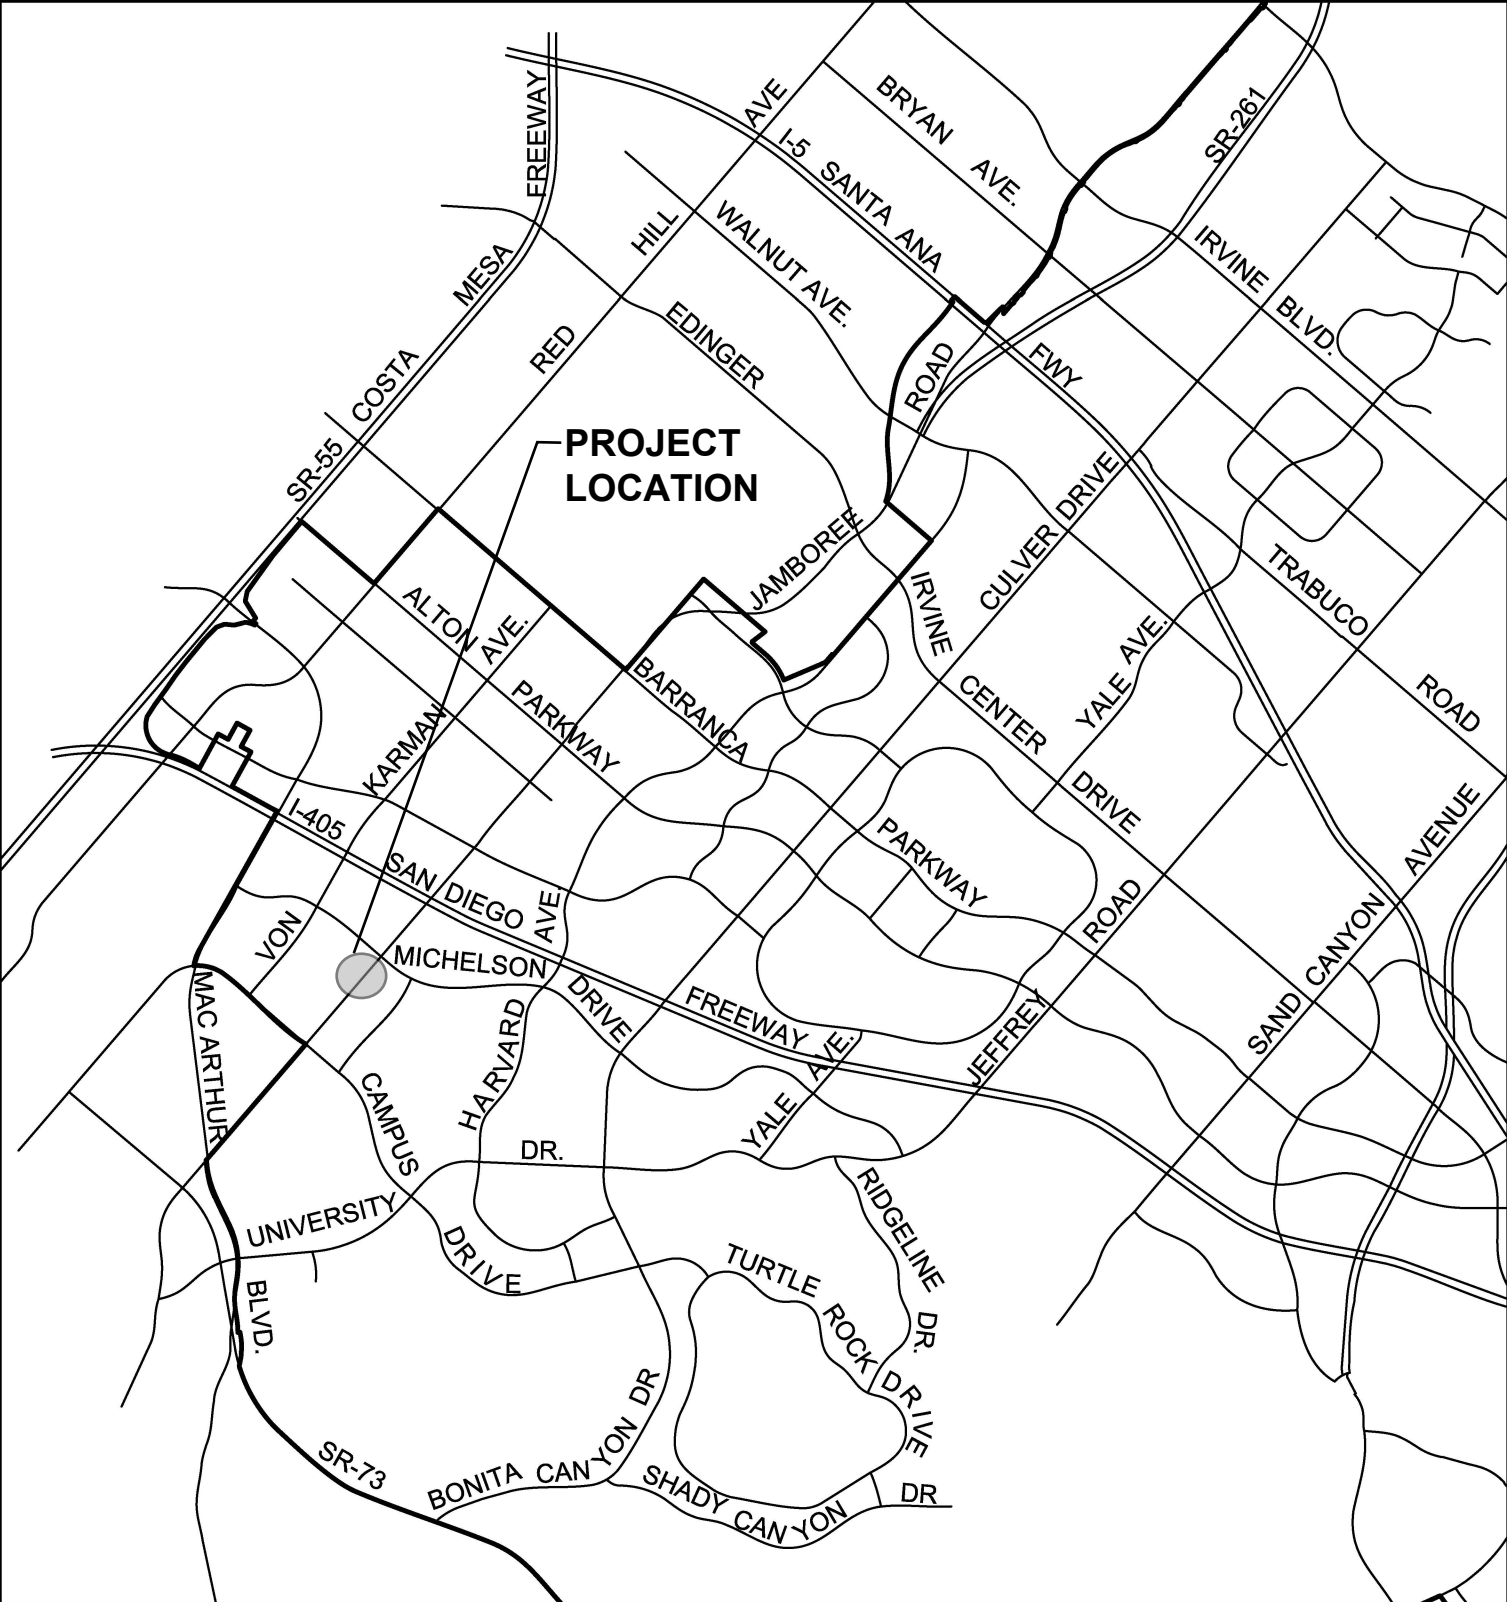 FREEWAY
MESA
COSTA
SR-55
AVE
HILL
RED
I-5 SANTA ANA
FWY
BRYAN AVE.
SR-261
WALNUT AVE.
IRVINE BLVD.
EDINGER
ROAD
JAMBOREE
PROJECT
LOCATION
CULVER DRIVE
TRABUCO
ROAD
IRVINE
CENTER
DRIVE
YALE AVE.
ALTON
PARKWAY
AVE.
KARMAN
VON
BARRANCA
PARKWAY
I-405
SAN DIEGO
FREEWAY
AVE.
HARVARD
MICHELSON
DRIVE
JEFFREY
ROAD
SAND CANYON AVENUE
YALE AVE.
MAC ARTHUR
BLVD.
CAMPUS
DRIVE
UNIVERSITY
DR.
RIDGELINE
DR.
TURTLE
ROCK
DRIVE
SR-73
BONITA CANYON DR
SHADY CANYON
DR